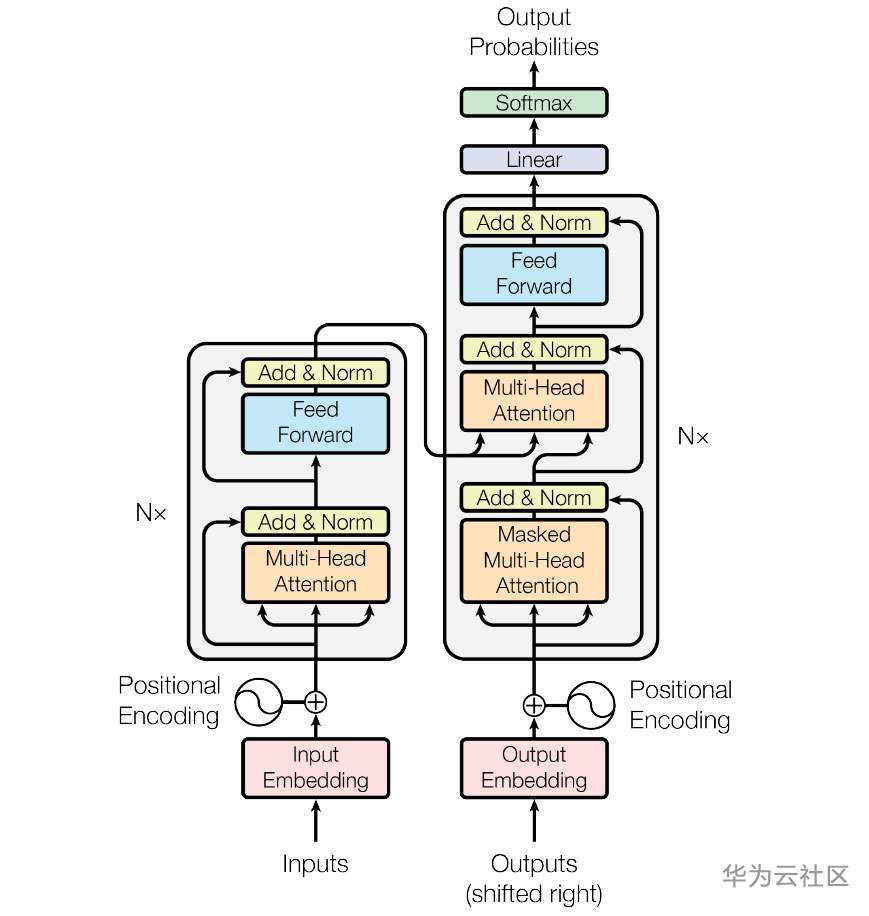 Output
Probabilities
Softmax
Linear
Add & Norm
Feed
Forward
Add & Norm
Multi-Head
Attention
Add & Norm
Masked
Multi-Head
Attention
N×
Add & Norm
Feed
Forward
Add & Norm
Multi-Head
Attention
N×
Positional
Encoding
Positional
Encoding
Input
Embedding
Output
Embedding
Inputs
Outputs
(shifted right)
华为云社区